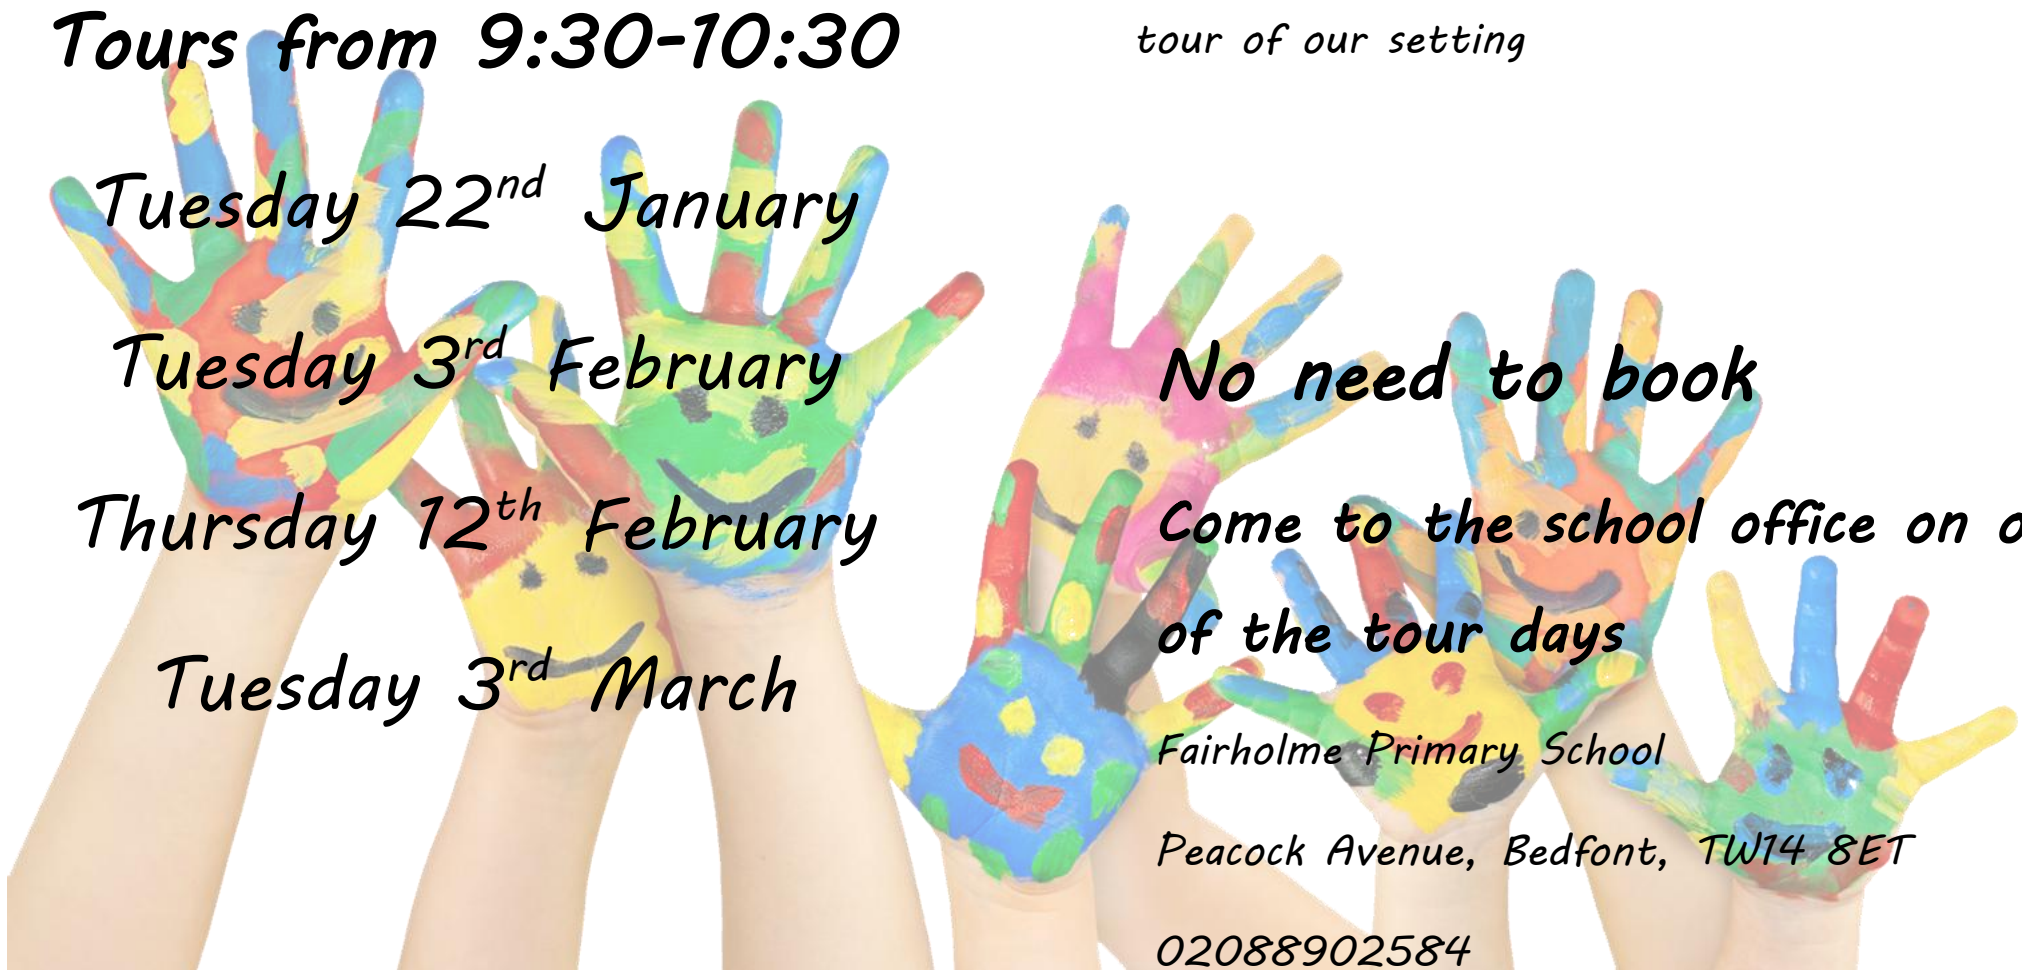 Tours from 9:30-10:30
Tuesday 22nd January
Tuesday 3rd February
Thursday 12th February
Tuesday 3rd March
tour of our setting
No need to book
Come to the school office on
of the tour days
Fairholme Primary School
Peacock Avenue, Bedfont, TW14 8ET
02088902584